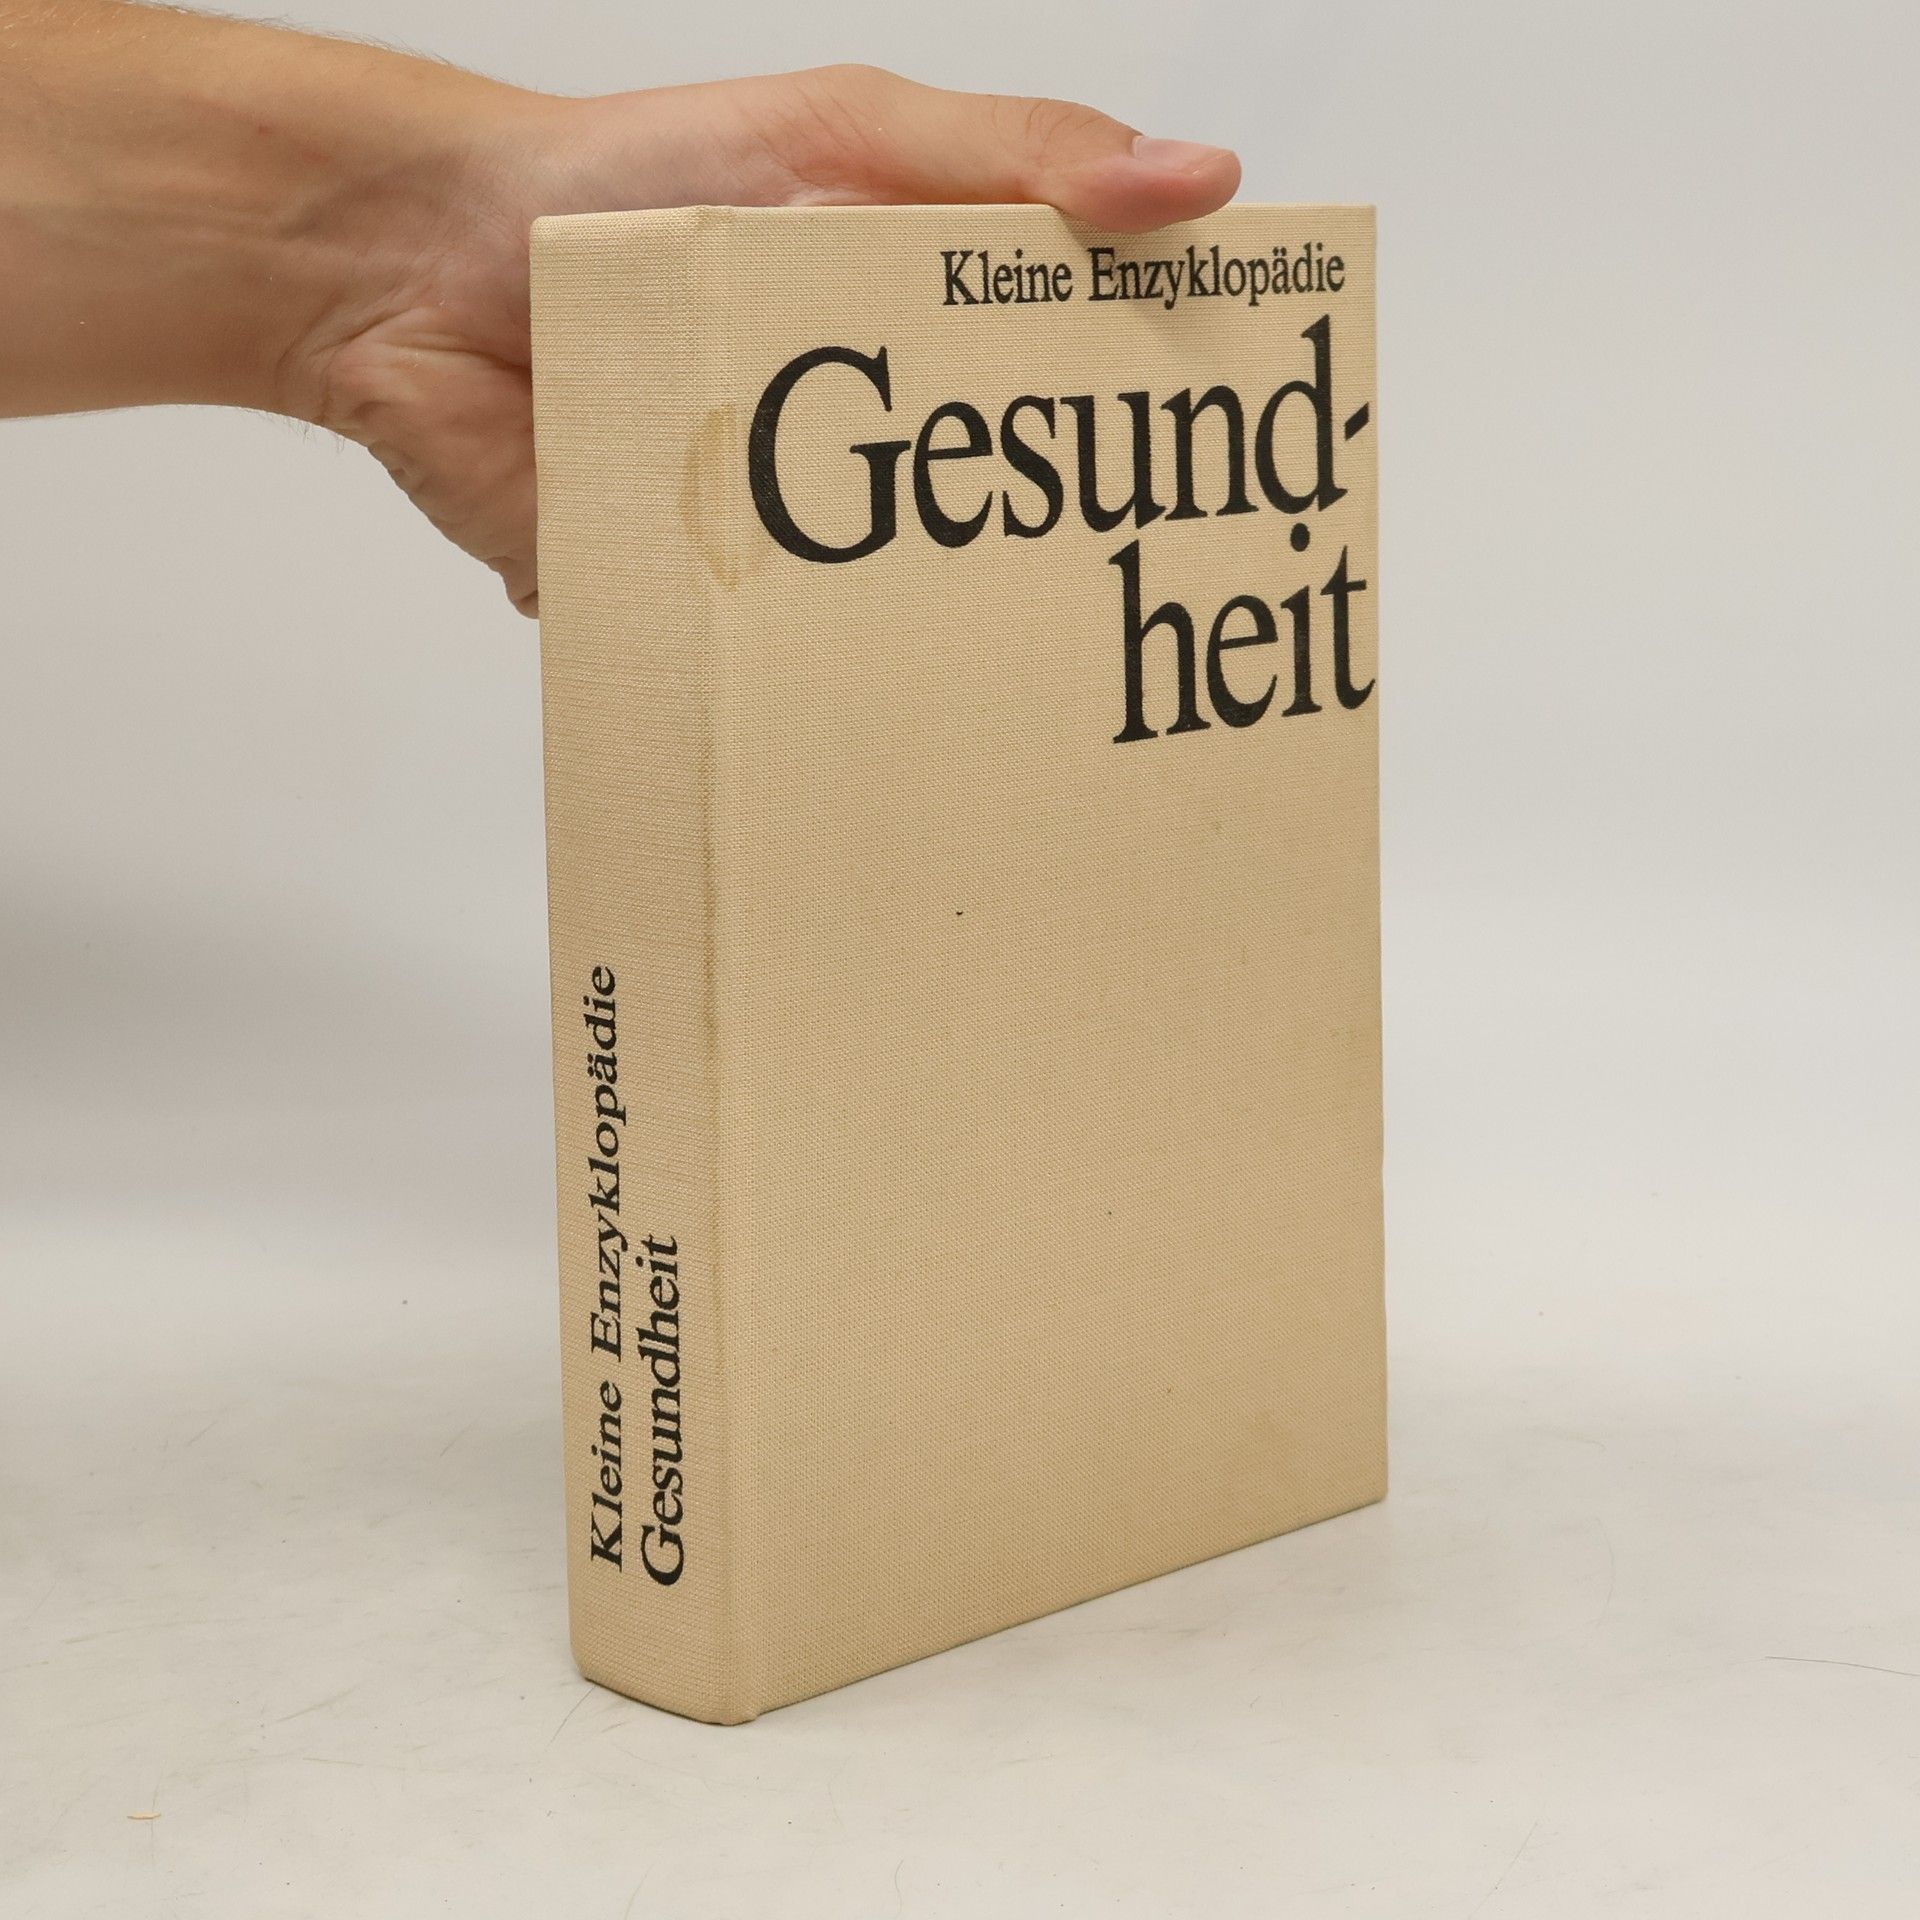 Kleine Enzyklopädie
Gesund-
heit
Kleine Enzyklopädie
Gesundheit